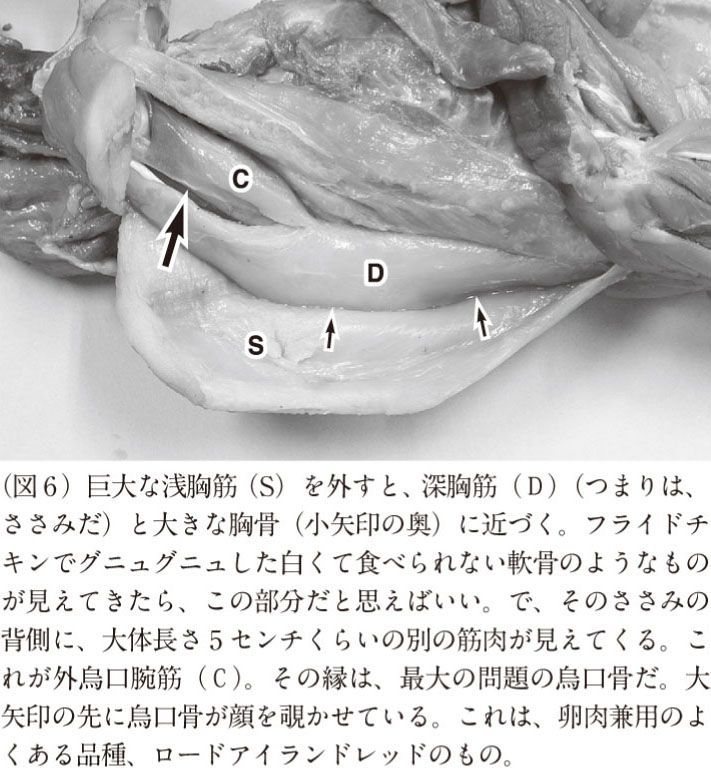 C
D
S
(図６）巨大な浅胸筋（S）を外すと、深胸筋（D）（つまりは、
ささみだ）と大きな胸骨（小矢印の奥）に近づく。フライドチ
キンでグニュグニュした白くて食べられない軟骨のようなもの
が見えてきたら、この部分だと思えばいい。で、そのささみの
背側に、大体長さ５センチくらいの別の筋肉が見えてくる。こ
れが外烏口腕筋（C）。その縁は、最大の問題の烏口骨だ。大
矢印の先に烏口骨が顔を覗かせている。これは、卵肉兼用のよ
くある品種、ロードアイランドレッドのもの。